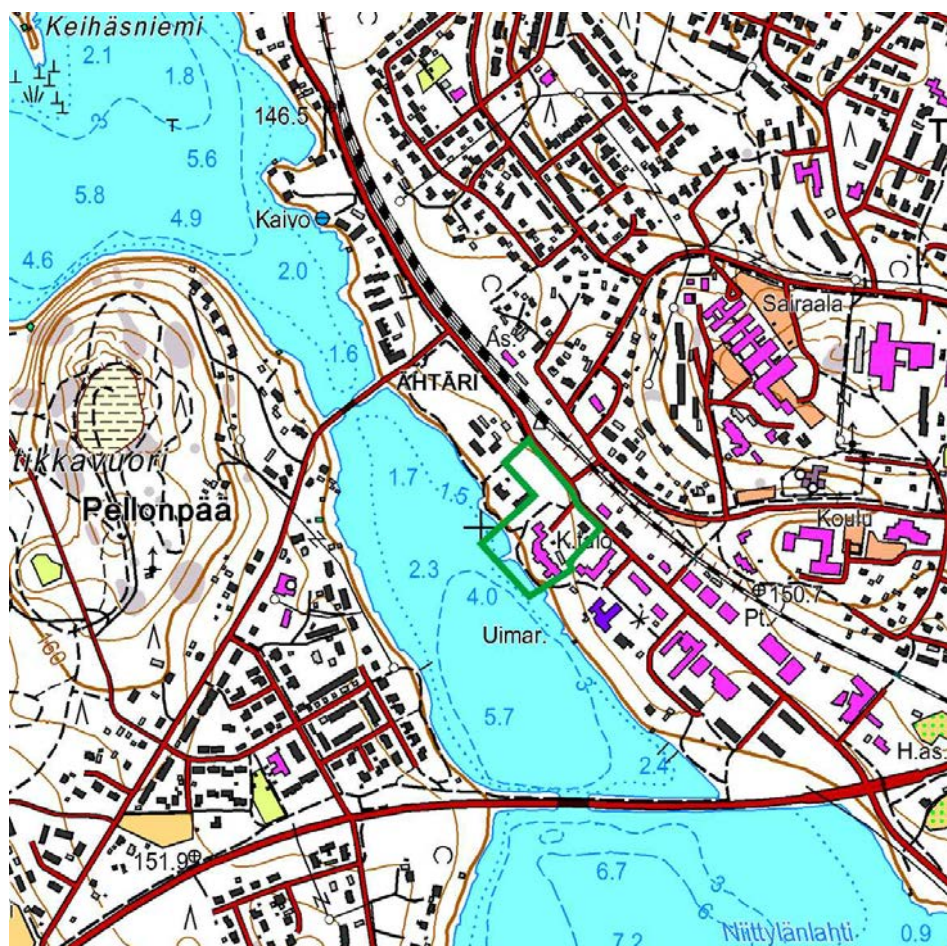 Keihäsniemi
2.1
1.8
3
146.5
5.6
5.8
4.9
Kaivo
4.6
2.0
Sairaala
1.6
As.
ÄHTÄRI
tikkavuori
1.7
1.5
Pellonpää
K.talo
Koulu
2.3
4.0
150.7
Pt.
Uimar.
160
3
5.7
2.4
H.as
151.9
6.7
3
6
Niittylänlahti
7.2
0.9